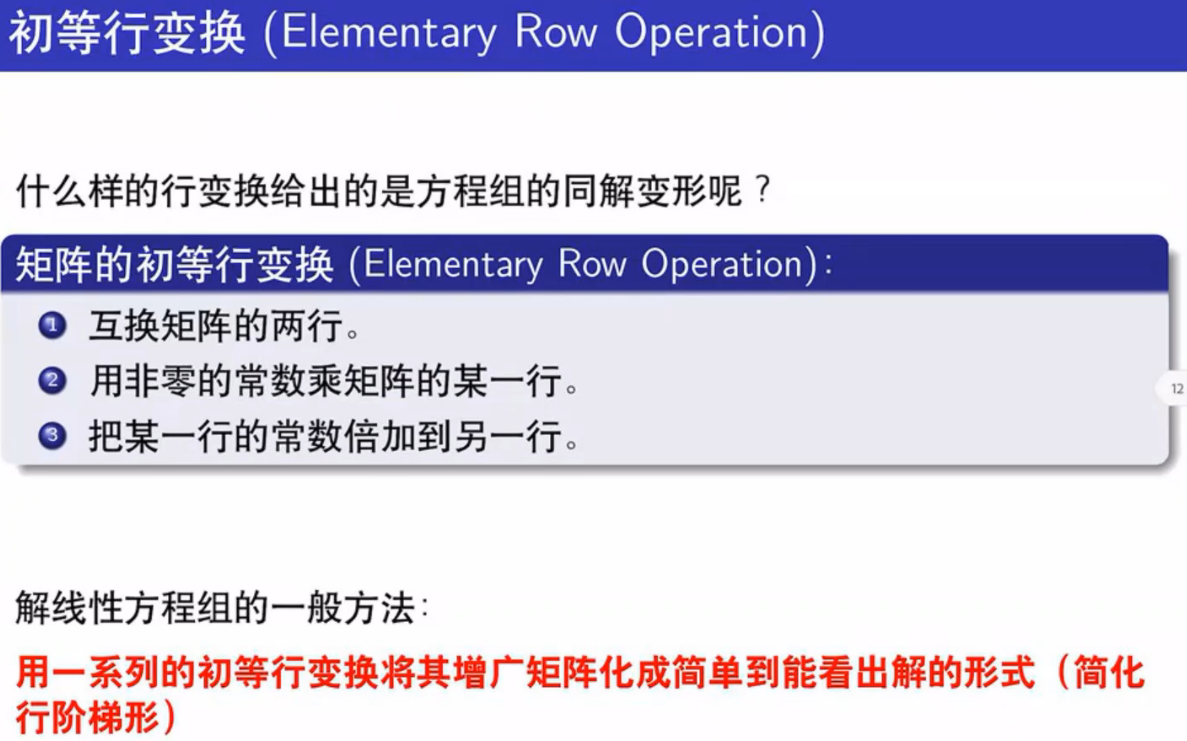 初等行变换 (Elementary Row Operation)
什么样的行变换给出的是方程组的同解变形呢？
矩阵的初等行变换 (Elementary Row Operation):
1 互换矩阵的两行。
2 用非零的常数乘矩阵的某一行。
12
3 把某一行的常数倍加到另一行。
解线性方程组的一般方法:
用一系列的初等行变换将其增广矩阵化成简单到能看出解的形式（简化
行阶梯形）